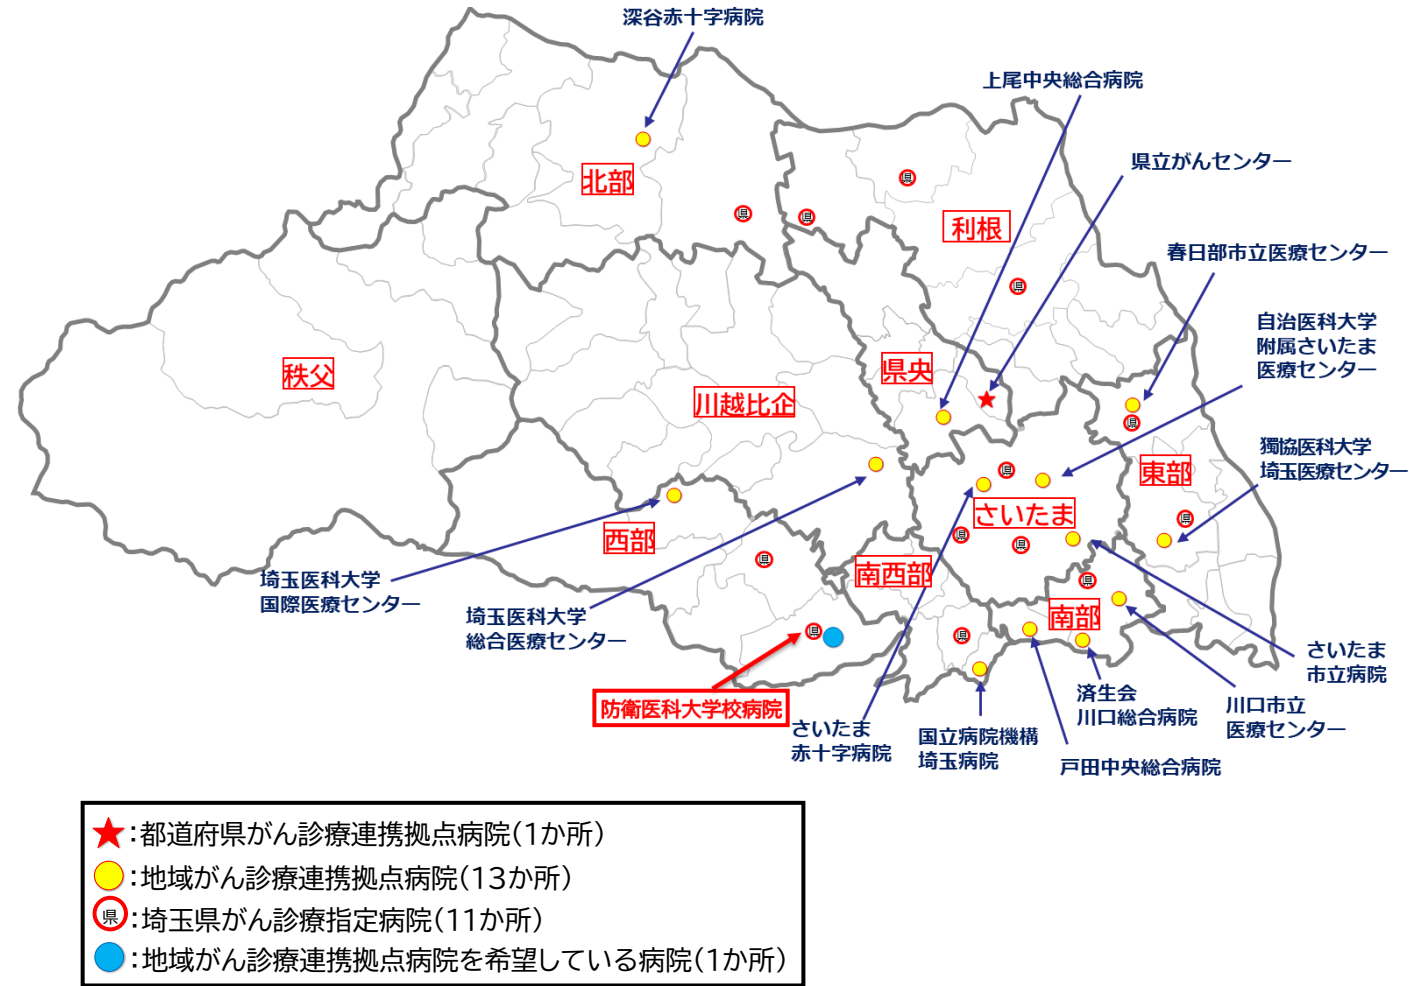 深谷赤十字病院
上尾中央総合病院
県立がんセンター
北部
県
県
県
利根
春日部市立医療センター
県
自治医科大学
附属さいたま
医療センター
秩父
県央
川越比企
県
獨協医科大学
埼玉医療センター
東部
県
さいたま
県
県
県
西部
県
南西部
埼玉医科大学
国際医療センター
県
南部
埼玉医科大学
総合医療センター
県
県
さいたま
市立病院
防衛医科大学校病院
済生会
川口総合病院
川口市立
医療センター
さいたま
赤十字病院
国立病院機構
埼玉病院
戸田中央総合病院
:都道府県がん診療連携拠点病院(1か所)
:地域がん診療連携拠点病院(13か所)
県:埼玉県がん診療指定病院(11か所)
:地域がん診療連携拠点病院を希望している病院(1か所)